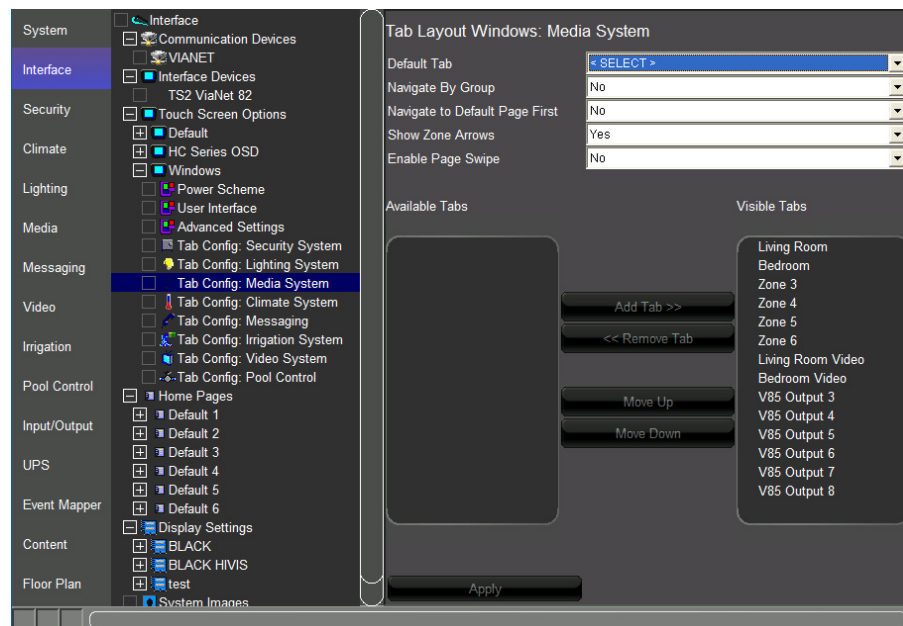 System
Interface
Security
Climate
Lighting
Media
Messaging
Video
Irrigation
Pool Control
Input/Output
UPS
Event Mapper
Content
Floor Plan
Interface
Communication Devices
VIANET
Interface Devices
TS2 ViaNet 82
Touch Screen Options
Default
HC Series OSD
Windows
Power Scheme
User Interface
Advanced Settings
Tab Config: Security System
Tab Config: Lighting System
Tab Config: Media System
Tab Config: Climate System
Tab Config: Messaging
Tab Config: Irrigation System
Tab Config: Video System
Tab Config: Pool Control
Home Pages
Default 1
Default 2
Default 3
Default 4
Default 5
Default 6
Display Settings
BLACK
BLACK HIVIS
test
System Images
Tab Layout Windows: Media System
Default Tab < SELECT >
Navigate By Group No
Navigate to Default Page First No
Show Zone Arrows Yes
Enable Page Swipe No
Available Tabs
Add Tab >>
<< Remove Tab
Move Up
Move Down
Visible Tabs
Living Room
Bedroom
Zone 3
Zone 4
Zone 5
Zone 6
Living Room Video
Bedroom Video
V85 Output 3
V85 Output 4
V85 Output 5
V85 Output 6
V85 Output 7
V85 Output 8
Apply